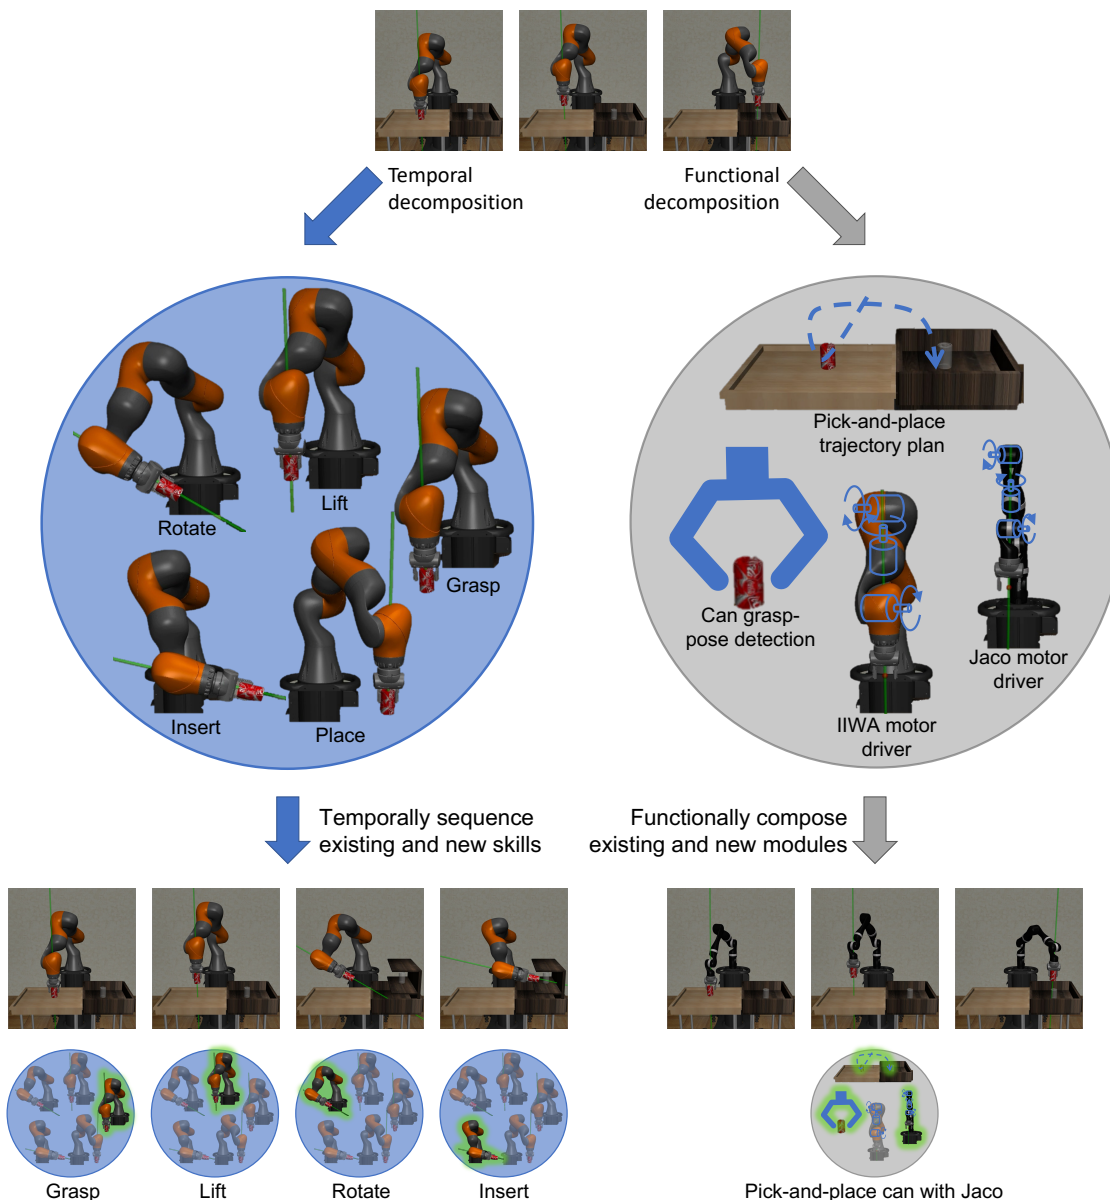 Temporal
decomposition
Functional
decomposition
Rotate
Lift
Grasp
Insert
Place
Pick-and-place
trajectory plan
Can grasp-
pose detection
Jaco motor
driver
IIWA motor
driver
Temporally sequence
existing and new skills
Functionally compose
existing and new modules
Grasp
Lift
Rotate
Insert
Pick-and-place can with Jaco